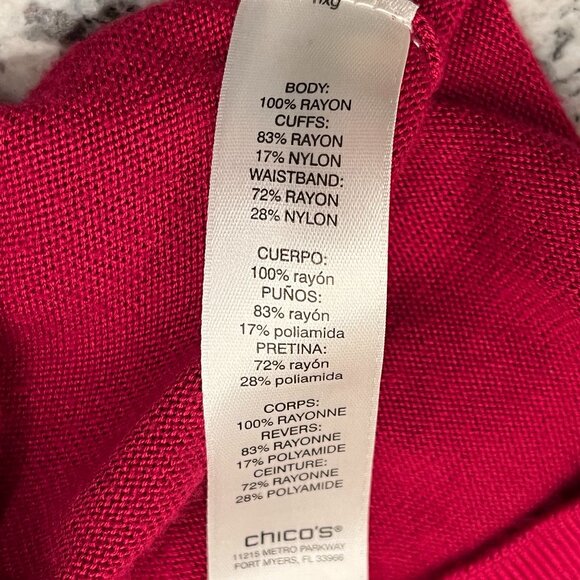 BODY:
100% RAYON
CUFFS:
83% RAYON
17% NYLON
WAISTBAND:
72% RAYON
28% NYLON
CUERPO:
100% rayón
PUÑOS:
83% rayón
17% poliamida
PRETINA:
72% rayón
28% poliamida
CORPS:
100% RAYONNE
REVERS:
83% RAYONNE
17% POLYAMIDE
CEINTURE:
72% RAYONNE
28% POLYAMIDE
chico's®
11215 METRO PARKWAY
FORT MYERS, FL 33966